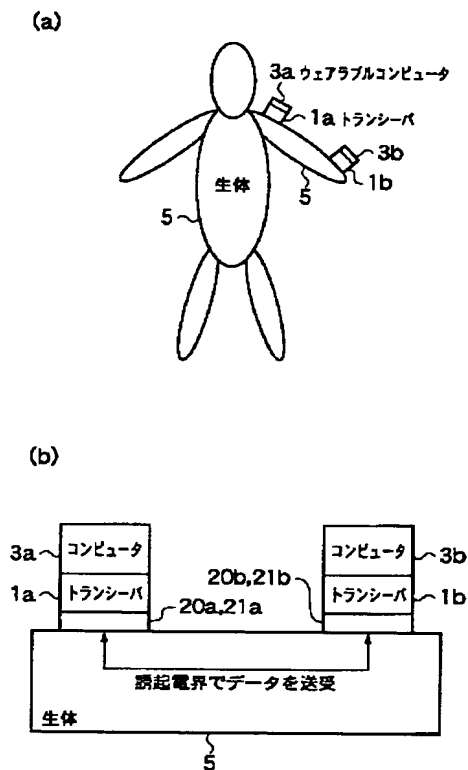 (a)
3a ウェアラブルコンピュータ
1a トランシーバ
3b
5 1b
生体
5
(b)
3a コンピュータ コンピュータ 3b
20b,21b
1a トランシーバ トランシーバ 1b
20a,21a
誘起電界でデータを送受
生体
5